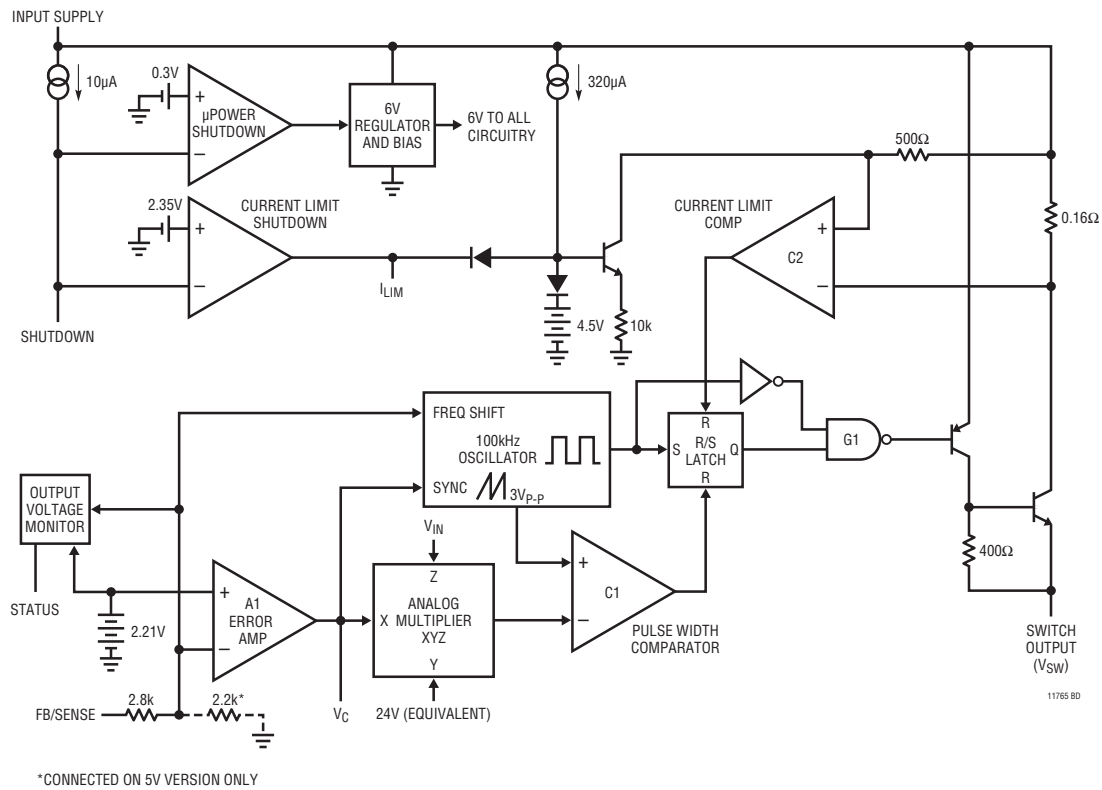 INPUT SUPPLY
10µA
0.3V
+
µPOWER
SHUTDOWN
–
6V
REGULATOR
AND BIAS
6V TO ALL
CIRCUITRY
320µA
500Ω
0.16Ω
2.35V
+
CURRENT LIMIT
SHUTDOWN
–
ILIM
SHUTDOWN
4.5V
10k
CURRENT LIMIT
COMP
C2
+
–
FREQ SHIFT
100kHz
OSCILLATOR
SYNC
3VP-P
R
S
R/S
LATCH
Q
R
G1
OUTPUT
VOLTAGE
MONITOR
STATUS
2.21V
+
A1
ERROR
AMP
–
VIN
Z
X
ANALOG
MULTIPLIER
XYZ
Y
+
C1
–
PULSE WIDTH
COMPARATOR
400Ω
SWITCH
OUTPUT
(VSW)
FB/SENSE
2.8k
2.2k*
VC
24V (EQUIVALENT)
11765 BD
*CONNECTED ON 5V VERSION ONLY